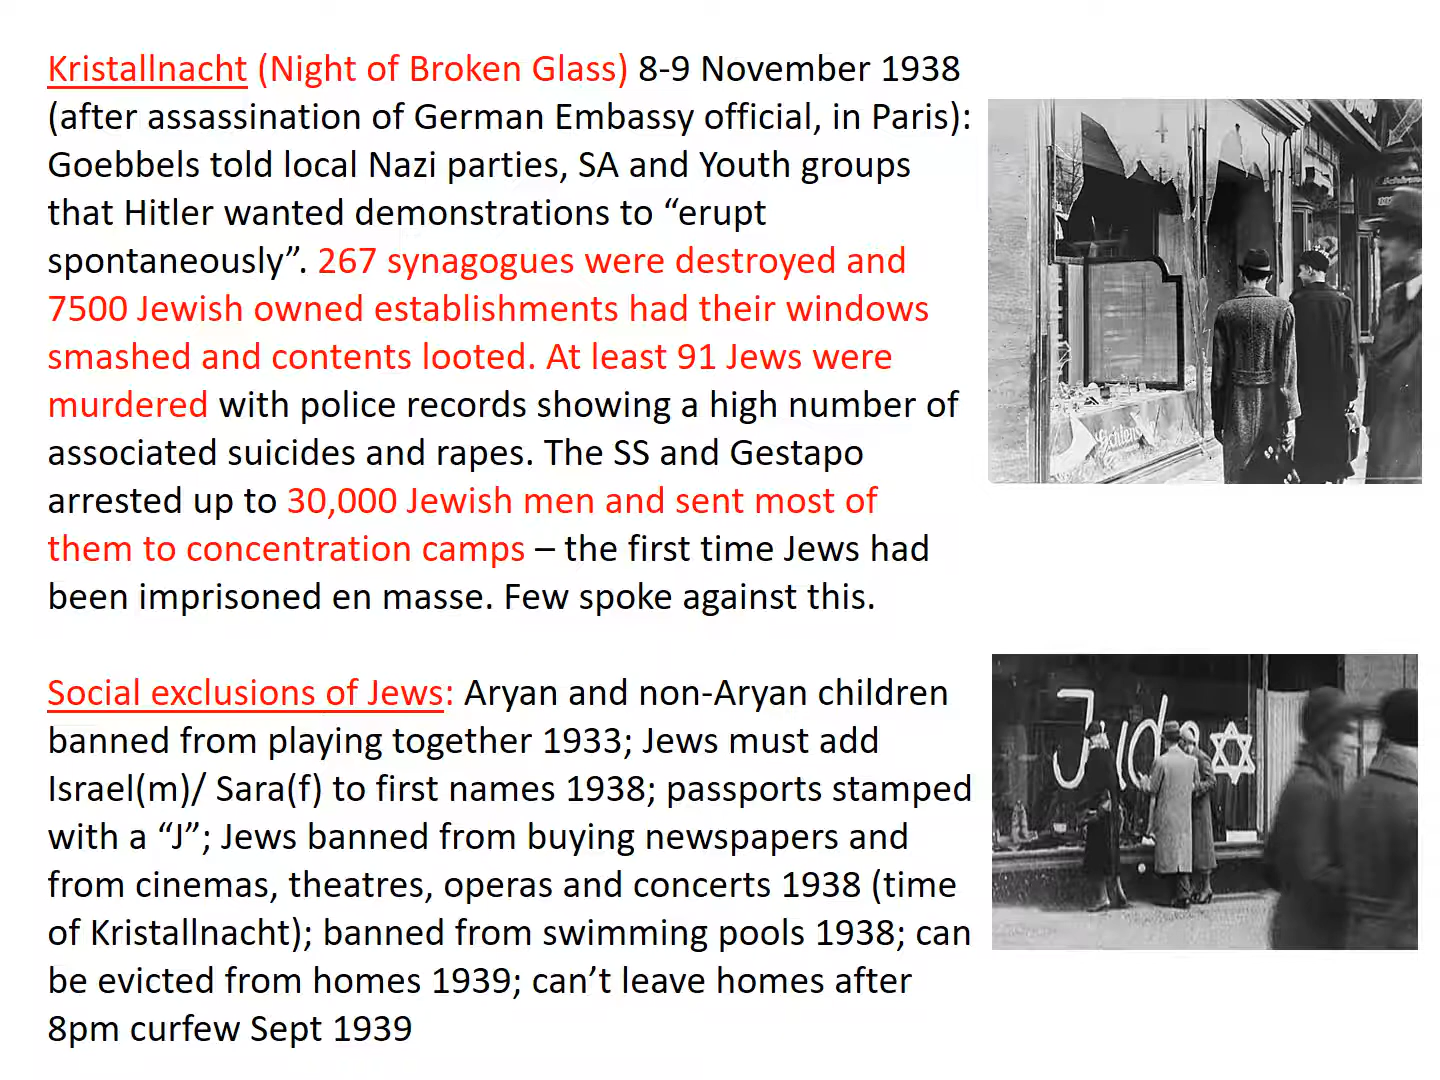 Kristallnacht (Night of Broken Glass) 8-9 November 1938
(after assassination of German Embassy official, in Paris):
Goebbels told local Nazi parties, SA and Youth groups
that Hitler wanted demonstrations to “erupt
spontaneously”. 267 synagogues were destroyed and
7500 Jewish owned establishments had their windows
smashed and contents looted. At least 91 Jews were
murdered with police records showing a high number of
associated suicides and rapes. The SS and Gestapo
arrested up to 30,000 Jewish men and sent most of
them to concentration camps – the first time Jews had
been imprisoned en masse. Few spoke against this.
Social exclusions of Jews: Aryan and non-Aryan children
banned from playing together 1933; Jews must add
Israel(m)/ Sara(f) to first names 1938; passports stamped
with a “J”; Jews banned from buying newspapers and
from cinemas, theatres, operas and concerts 1938 (time
of Kristallnacht); banned from swimming pools 1938; can
be evicted from homes 1939; can’t leave homes after
8pm curfew Sept 1939
Jude